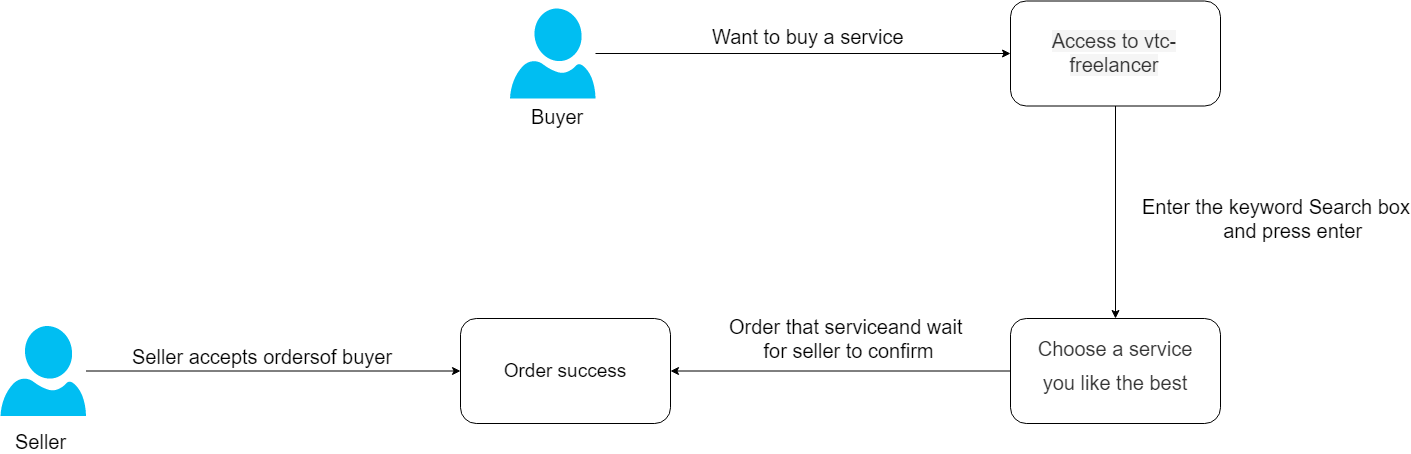 Want to buy a service
Access to vtc-
freelancer
Buyer
Enter the keyword Search box
and press enter
Order that serviceand wait
for seller to confirm
Choose a service
you like the best
Seller accepts ordersof buyer
Order success
Seller